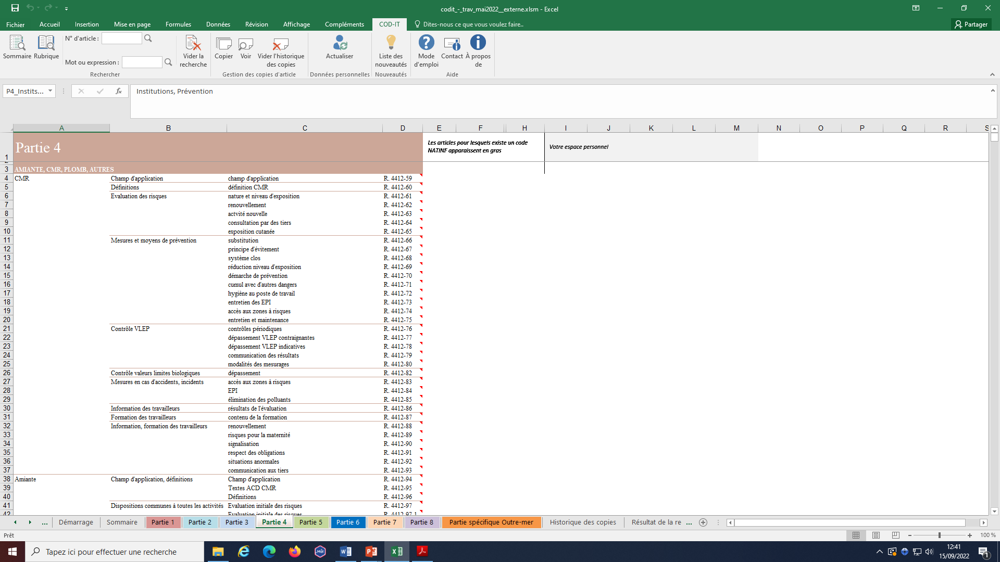 codit_-_trav_mai2022__externe.xlsm - Excel
Fichier Accueil Insertion Mise en page Formules Données Révision Affichage Compléments COD-IT Dites-nous ce que vous voulez faire.. Partager
Sommaire Rubrique N° d'article : Mot ou expression : Vider la recherche Copier Voir Vider l'historique des copies Actualiser Liste des nouveautés Mode d'emploi Contact À propos de
Rechercher Gestion des copies d'article Données personnelles Nouveautés Aide
P4_Instits... fx Institutions, Prévention
A B C D E F H I J K L M N O P Q R S
1 Partie 4 Les articles pour lesquels existe un code NATINF apparaissent en gras Votre espace personnel
3 AMIANTE, CMR, PLOMB, AUTRES
4 CMR Champ d'application champ d'application R. 4412-59
5 Définitions définition CMR R. 4412-60
6 Evaluation des risques nature et niveau d'exposition R. 4412-61
7 renouvellement R. 4412-62
8 actvité nouvelle R. 4412-63
9 consultation par des tiers R. 4412-64
10 exposition cutanée R. 4412-65
11 Mesures et moyens de prévention substitution R. 4412-66
12 principe d'évitement R. 4412-67
13 système clos R. 4412-68
14 réduction niveau d'exposition R. 4412-69
15 démarche de prévention R. 4412-70
16 cumul avec d'autres dangers R. 4412-71
17 hygiène au poste de travail R. 4412-72
18 entretien des EPI R. 4412-73
19 accès aux zones à risques R. 4412-74
20 entretien et maintenance R. 4412-75
21 Contrôle VLEP contrôles périodiques R. 4412-76
22 dépassement VLEP contraignantes R. 4412-77
23 dépassement VLEP indicatives R. 4412-78
24 communication des résultats R. 4412-79
25 modalités des mesurages R. 4412-80
26 Contrôle valeurs limites biologiques dépassement R. 4412-82
27 Mesures en cas d'accidents, incidents accès aux zones à risques R. 4412-83
28 EPI R. 4412-84
29 élimination des polluants R. 4412-85
30 Information des travailleurs résultats de l'évaluation R. 4412-86
31 Formation des travailleurs contenu de la formation R. 4412-87
32 Information, formation des travailleurs renouvellement R. 4412-88
33 risques pour la maternité R. 4412-89
34 signalisation R. 4412-90
35 respect des obligations R. 4412-91
36 situations anormales R. 4412-92
37 communication aux tiers R. 4412-93
38 Amiante Champ d'application, définitions Champ d'application R. 4412-94
39 Textes ACD CMR R. 4412-95
40 Définitions R. 4412-96
41 Dispositions communes à toutes les activités Evaluation initiale des risques R. 4412-97
42 Evaluation initiale des risques R. 4412-97.1
... Démarrage Sommaire Partie 1 Partie 2 Partie 3 Partie 4 Partie 5 Partie 6 Partie 7 Partie 8 Partie spécifique Outre-mer Historique des copies Résultat de la re ...
Prêt 100 %
Tapez ici pour effectuer une recherche
12:41
15/09/2022
1